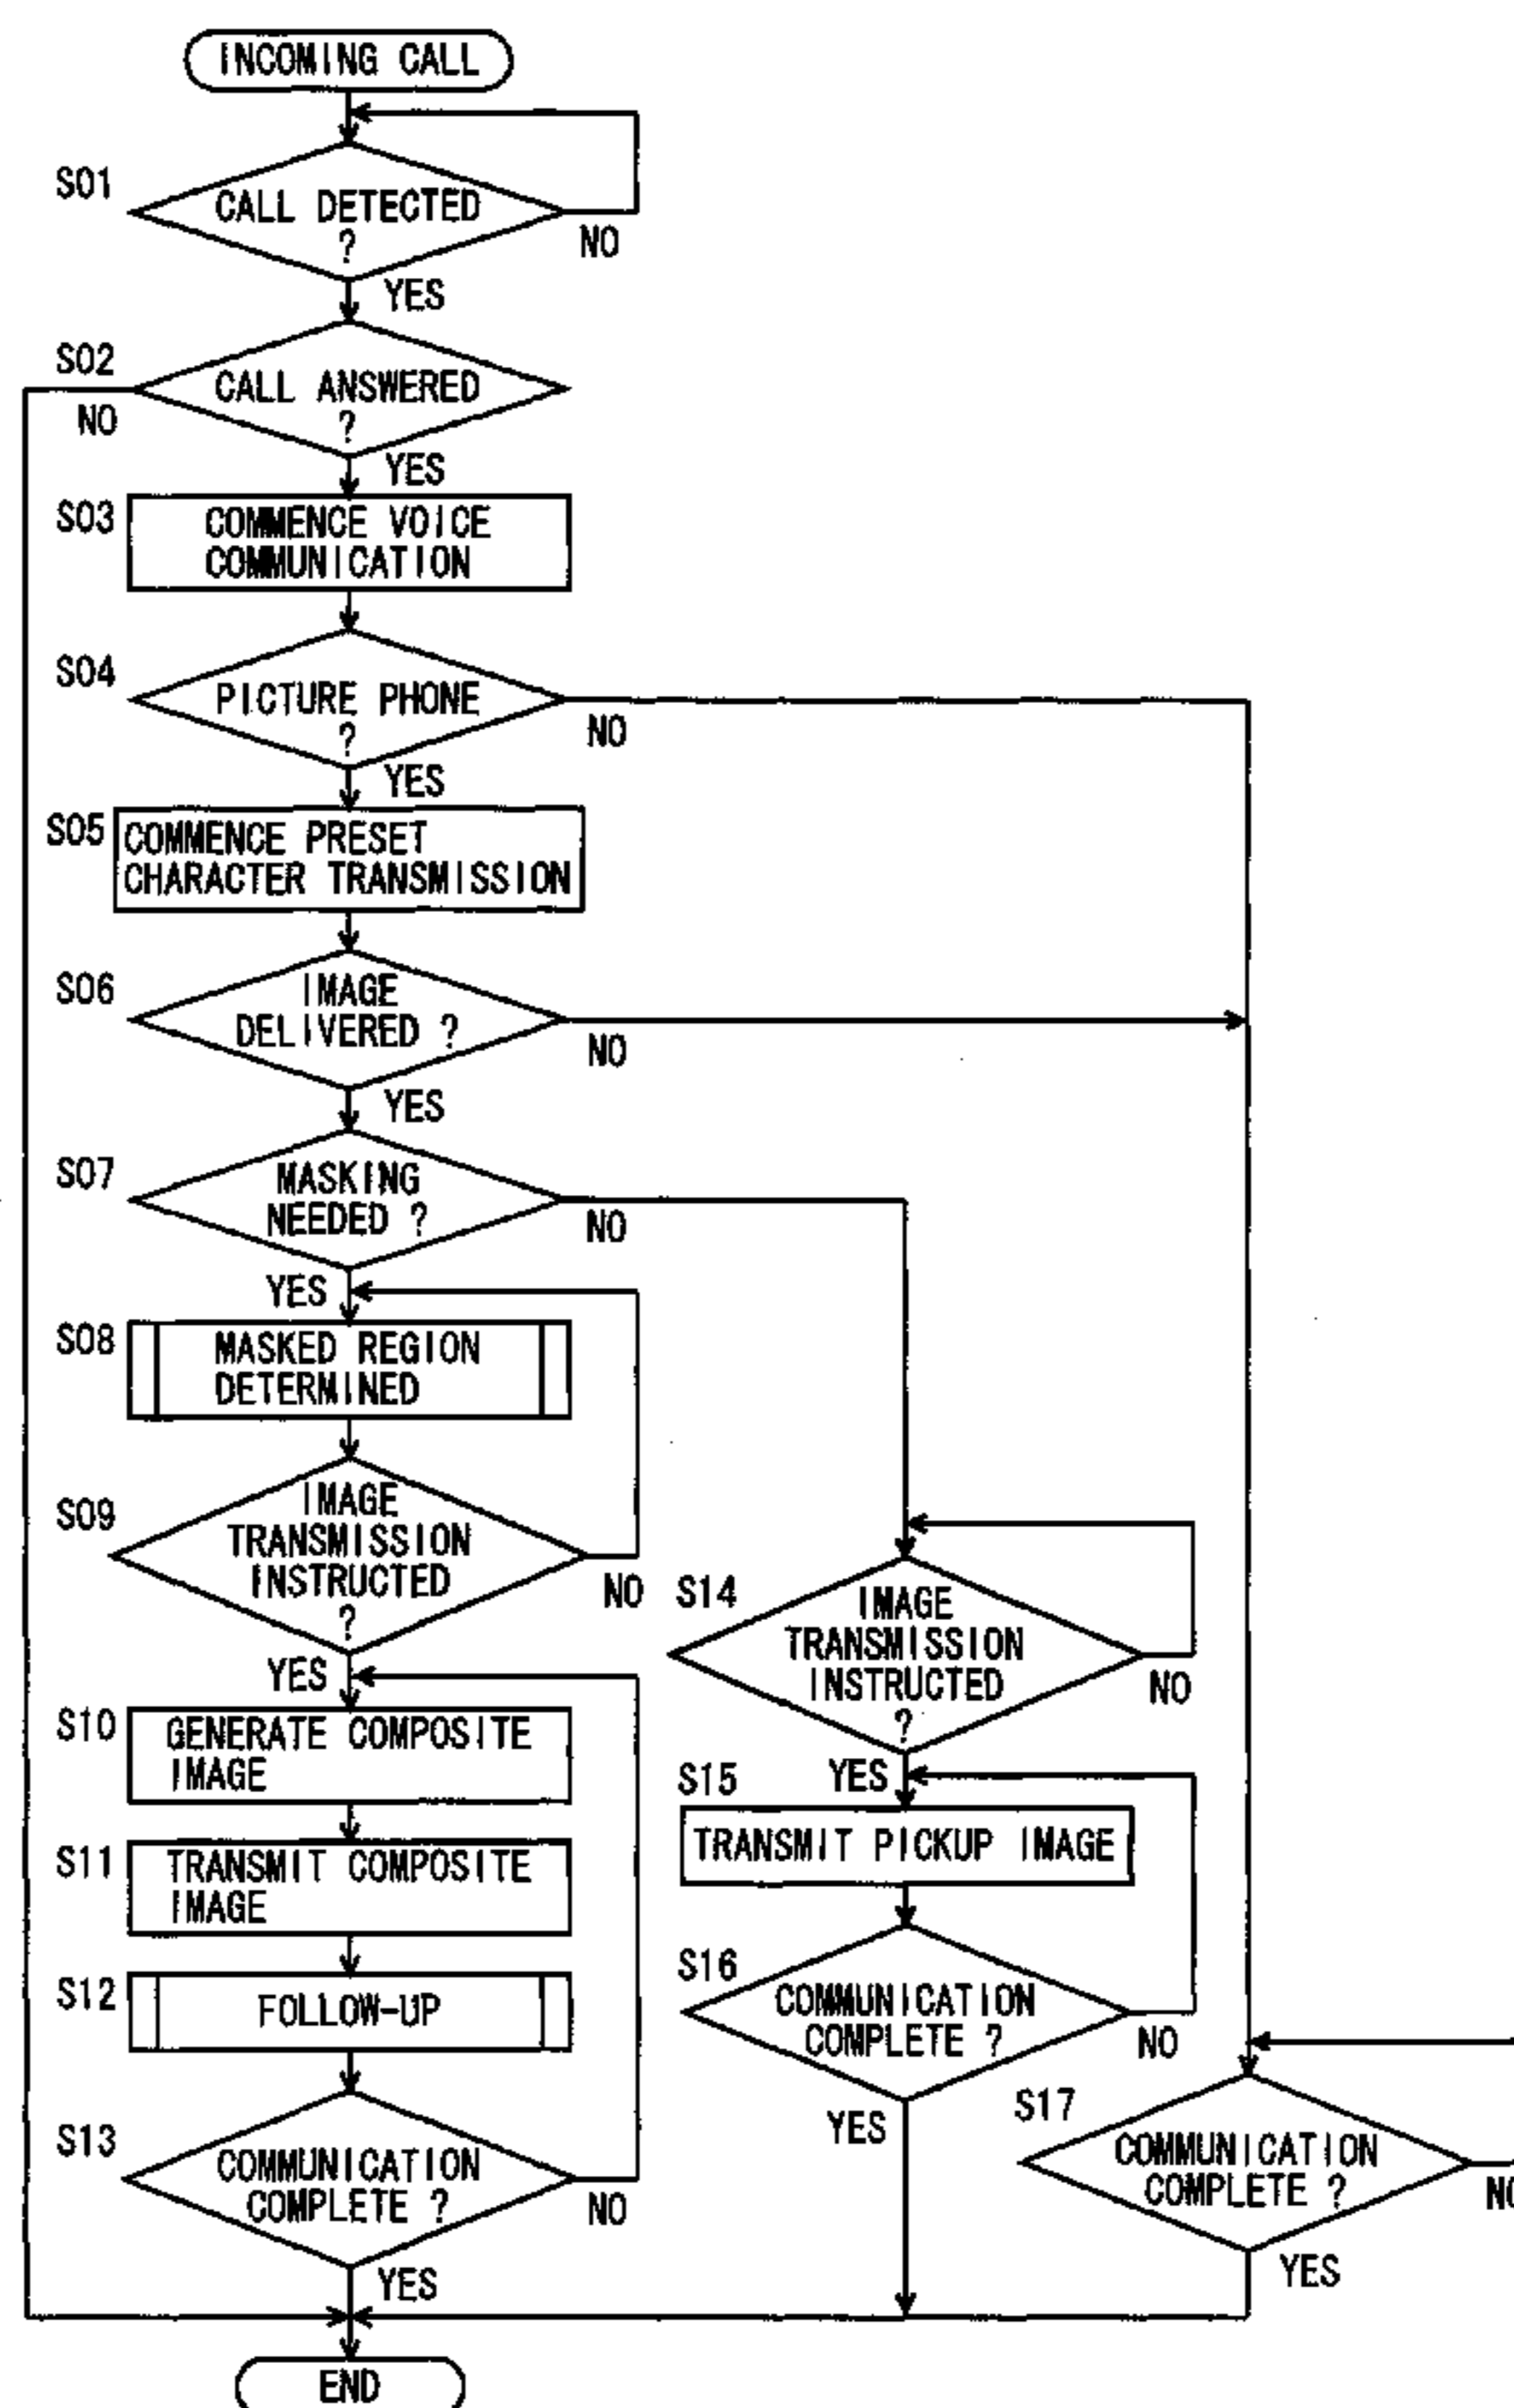 INCOMING CALL
S01
CALL DETECTED
?
NO
YES
S02
CALL ANSWERED
?
NO
YES
S03
COMMENCE VOICE
COMMUNICATION
S04
PICTURE PHONE
?
NO
YES
S05
COMMENCE PRESET
CHARACTER TRANSMISSION
S06
IMAGE
DELIVERED ?
NO
YES
S07
MASKING
NEEDED ?
NO
YES
S08
MASKED REGION
DETERMINED
S09
IMAGE
TRANSMISSION
INSTRUCTED
?
NO
YES
S10
GENERATE COMPOSITE
IMAGE
S11
TRANSMIT COMPOSITE
IMAGE
S12
FOLLOW-UP
S13
COMMUNICATION
COMPLETE ?
NO
YES
S14
IMAGE
TRANSMISSION
INSTRUCTED
?
NO
YES
S15
TRANSMIT PICKUP IMAGE
S16
COMMUNICATION
COMPLETE ?
NO
YES
S17
COMMUNICATION
COMPLETE ?
NO
YES
END